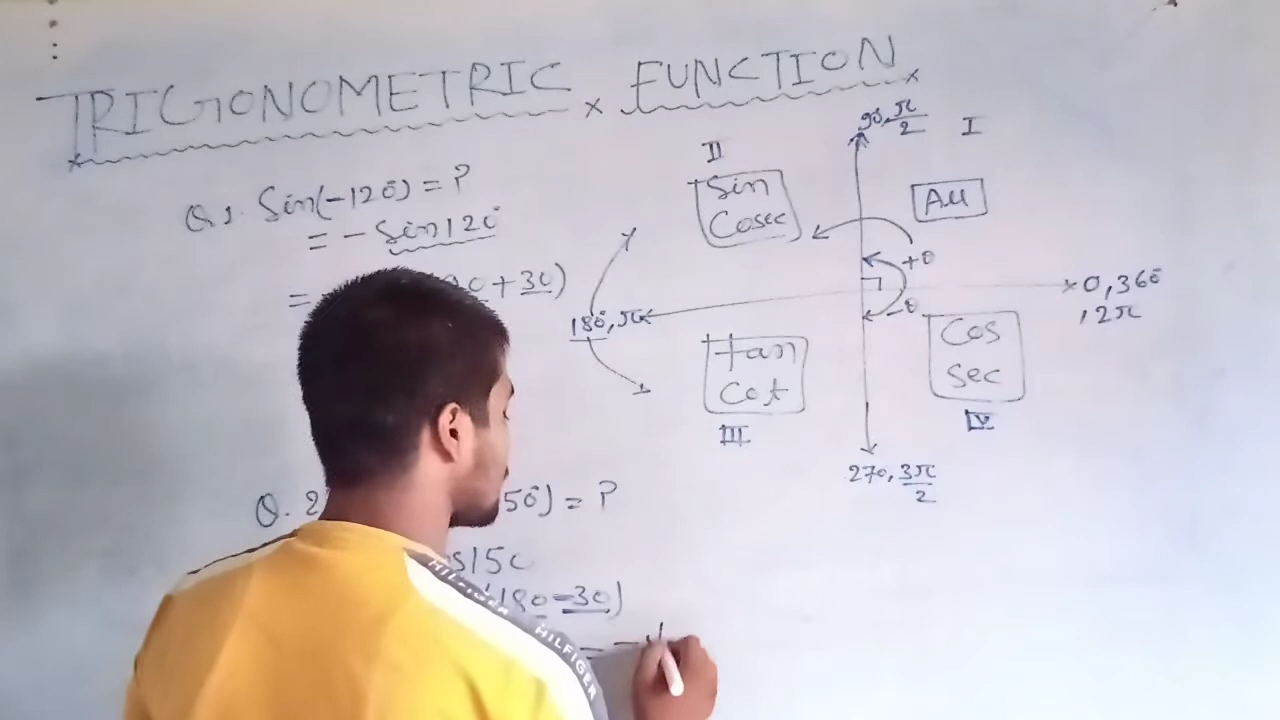 TRIGONOMETRIC FUNCTION
Q 1. Sin(-120°) = ?
= - Sin120°
= + 30)
Q. 2 50°) = ?
s150
180 - 30)
= -
90°, π/2
I
II
Sin
Cosec
All
+θ
-θ
0, 360°
, 2π
180°, π
tan
Cot
III
Cos
Sec
IV
270, 3π/2
HILFIGER
HILFIGER